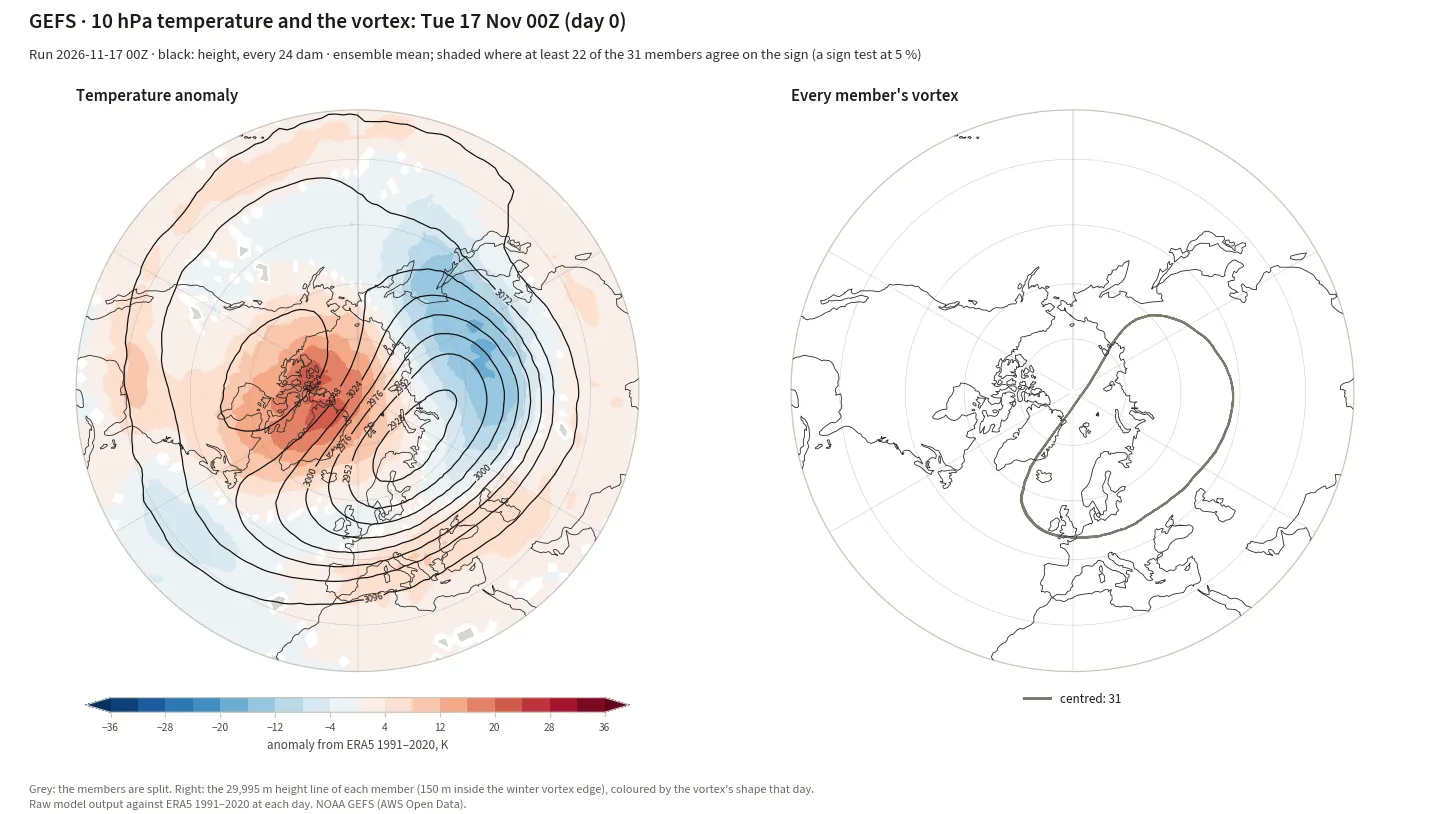 GEFS · 10 hPa temperature and the vortex: Tue 17 Nov 00Z (day 0)
Run 2026-11-17 00Z · black: height, every 24 dam · ensemble mean; shaded where at least 22 of the 31 members agree on the sign (a sign test at 5 %)
Temperature anomaly
Every member's vortex
3072
3024
2976
2952
2928
2976
3000
2952
3000
3096
centred: 31
−36 −28 −20 −12 −4 4 12 20 28 36
anomaly from ERA5 1991–2020, K
Grey: the members are split. Right: the 29,995 m height line of each member (150 m inside the winter vortex edge), coloured by the vortex's shape that day.
Raw model output against ERA5 1991–2020 at each day. NOAA GEFS (AWS Open Data).